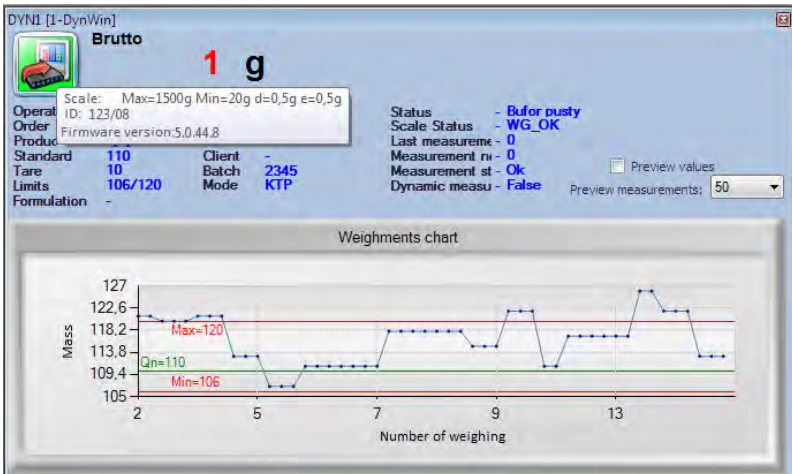 DYN1 [1-DynWin]
Brutto
1 g
Scale: Max=1500g Min=20g d=0,5g e=0,5g
ID: 123/08
Firmware version:5.0.44.8
Operat
Order
Produc
Standard 110
Tare 10
Limits 106/120
Formulation -
Client -
Batch 2345
Mode KTP
Status - Bufor pusty
Scale Status - WG_OK
Last measureme - 0
Measurement n - 0
Measurement st - Ok
Dynamic measu - False
Preview values
Preview measurements: 50
Weighments chart
Mass
127
122,6
118,2
113,8
109,4
105
Max=120
Qn=110
Min=106
2 5 7 9 13
Number of weighing